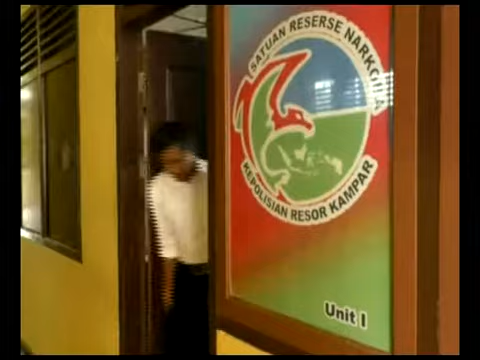 SATUAN RESERSE NARKOBA
KEPOLISIAN RESOR KAMPAR
Unit I